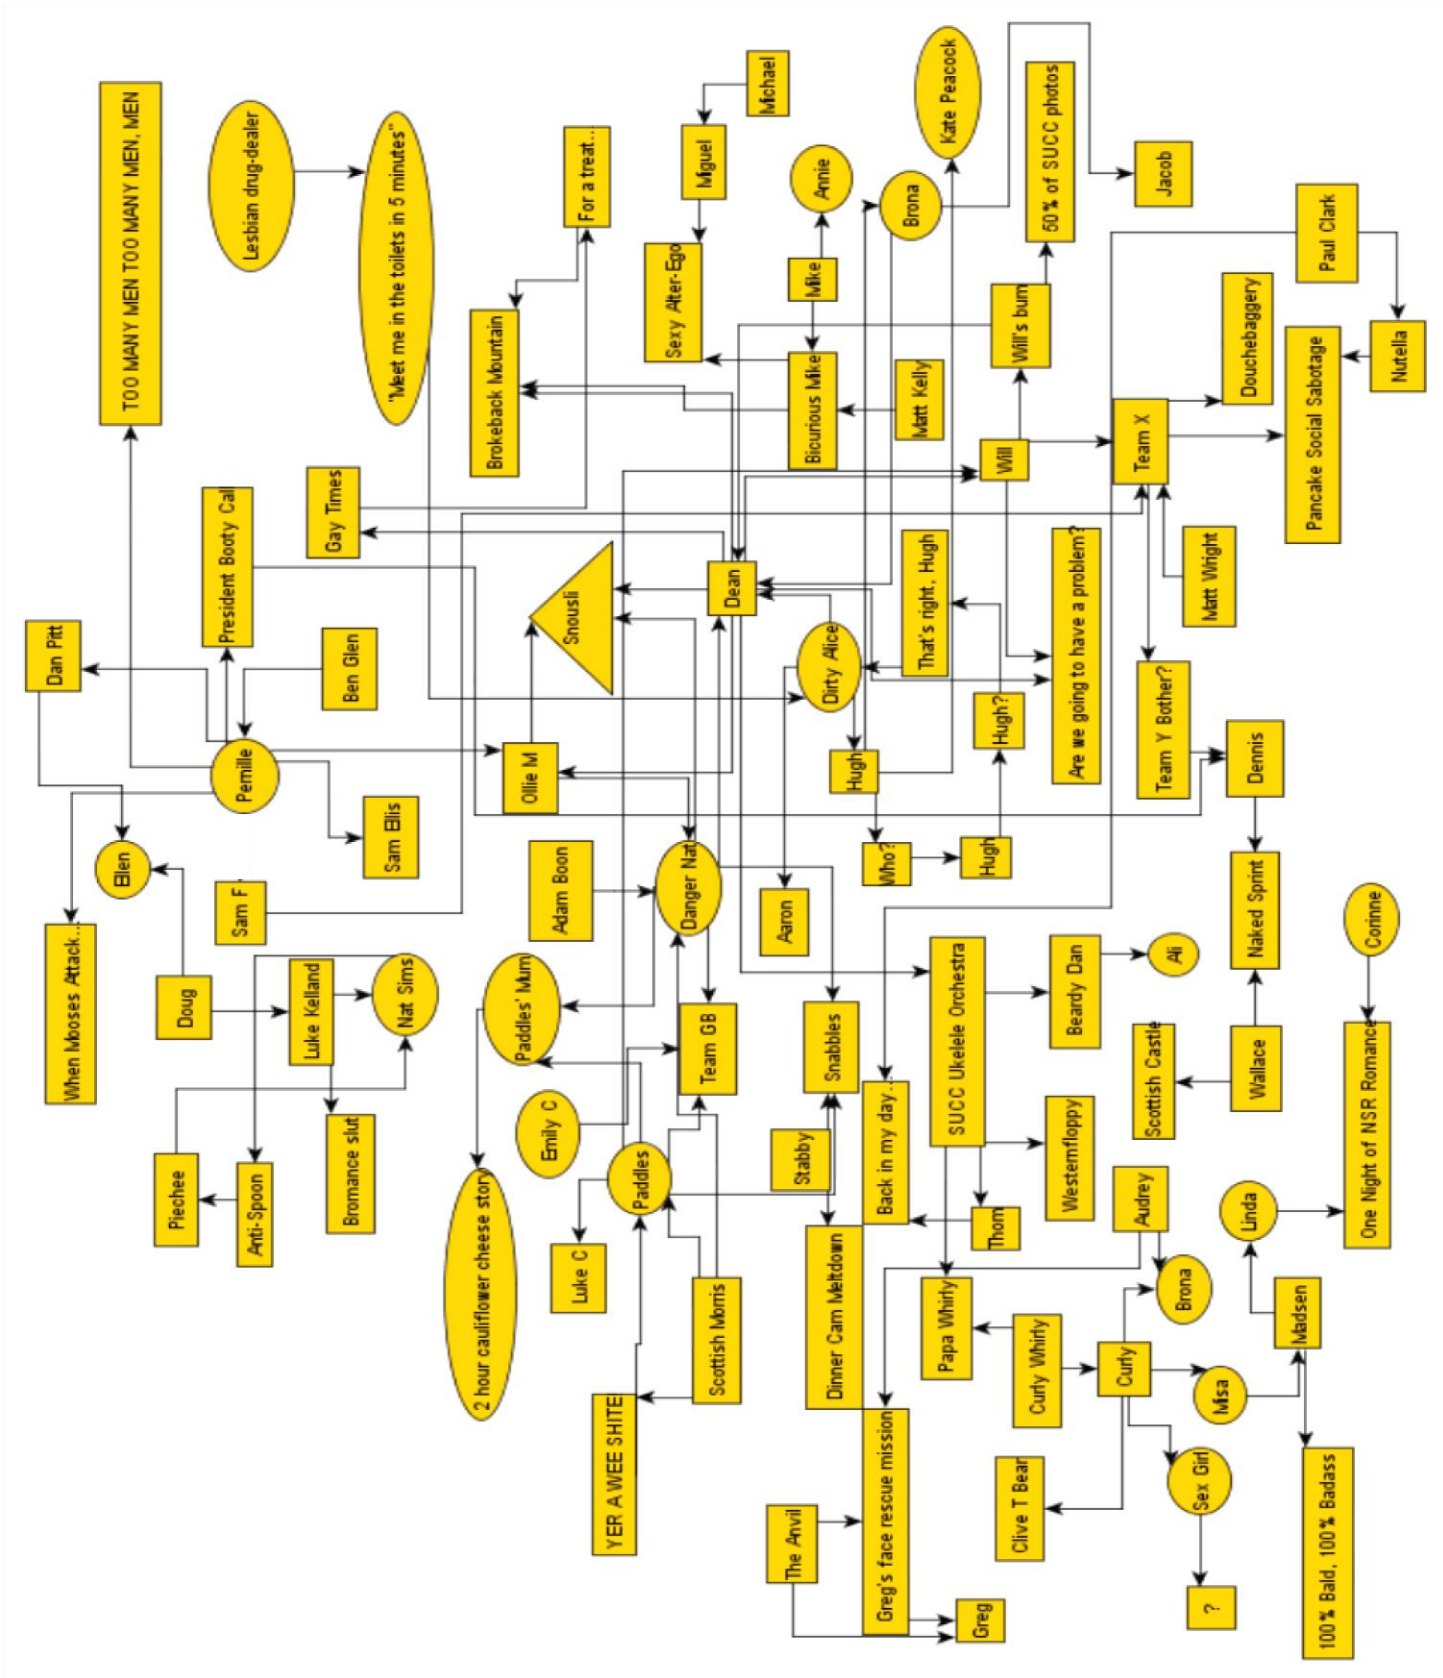 When Mooses Attack...
Dan Pitt
Ellen
TOO MANY MEN TOO MANY MEN, MEN
Piechee
Doug
President Booty Call
Anti-Spoon
Sam F
Pernille
Lesbian drug-dealer
Luke Kelland
Gay Times
Bromance slut
Ben Glen
Nat Sims
Sam Ellis
"Meet me in the toilets in 5 minutes"
2 hour cauliflower cheese story
Brokeback Mountain
Paddles' Mum
Ollie M
Emily C
Adam Boon
Snousli
For a treat...
Luke C
YER A WEE SHITE
Paddles
Danger Nat
Sexy Alter-Ego
Miguel
Scottish Morris
Team GB
Dean
Michael
The Anvil
Stabby
Aaron
Bicurious Mike
Mike
Annie
Dinner Cam Meltdown
Snabbles
Dirty Alice
Hugh
Greg's face rescue mission
Back in my day...
Who?
That's right, Hugh
Matt Kelly
Brona
Papa Whirly
SUCC Ukelele Orchestra
Kate Peacock
Greg
Thom
Hugh
Hugh?
Will
Will's bum
Clive T Bear
Curly Whirly
50% of SUCC photos
Westernfloppy
Beardy Dan
Are we going to have a problem?
Curly
Audrey
Team X
Scottish Castle
Ali
Team Y Bother?
Jacob
Brona
Sex Girl
Misa
?
Matt Wright
Linda
Wallace
Naked Sprint
Dennis
Douchebaggery
Madsen
Pancake Social Sabotage
Paul Clark
100% Bald, 100% Badass
One Night of NSR Romance
Corinne
Nutella